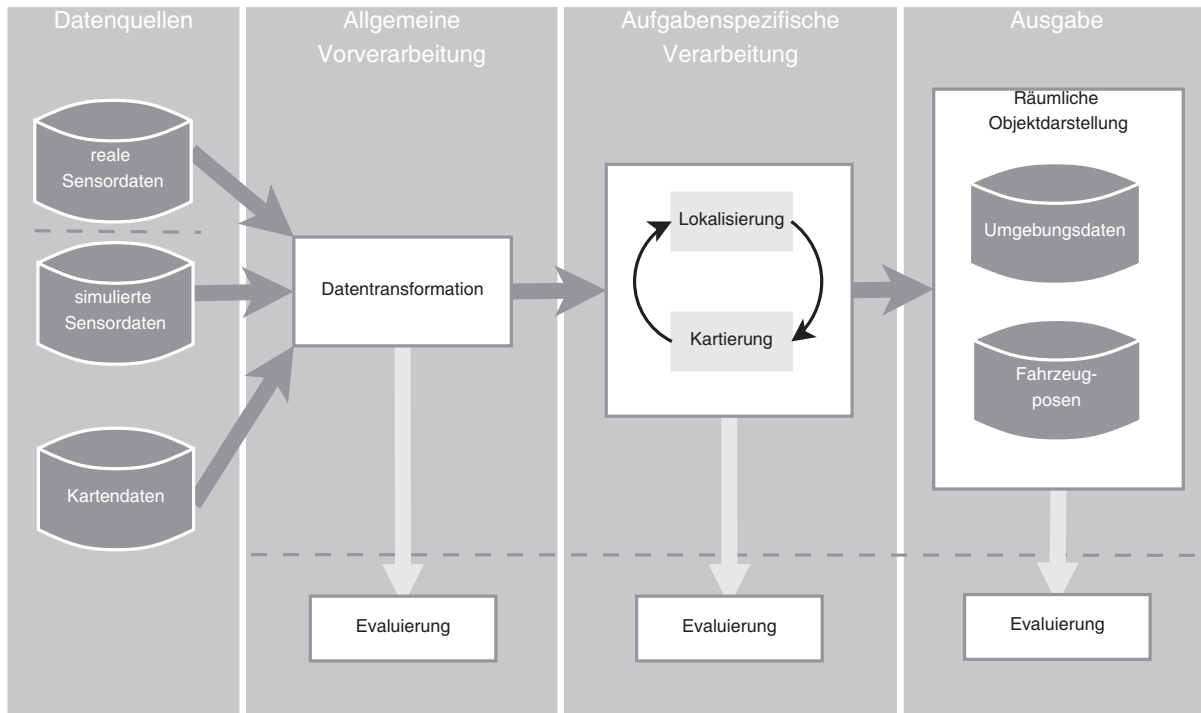 Datenquellen
Allgemeine
Vorverarbeitung
Aufgabenspezifische
Verarbeitung
Ausgabe
reale
Sensordaten
simulierte
Sensordaten
Kartendaten
Datentransformation
Lokalisierung
Kartierung
Räumliche
Objektdarstellung
Umgebungsdaten
Fahrzeug-
posen
Evaluierung
Evaluierung
Evaluierung